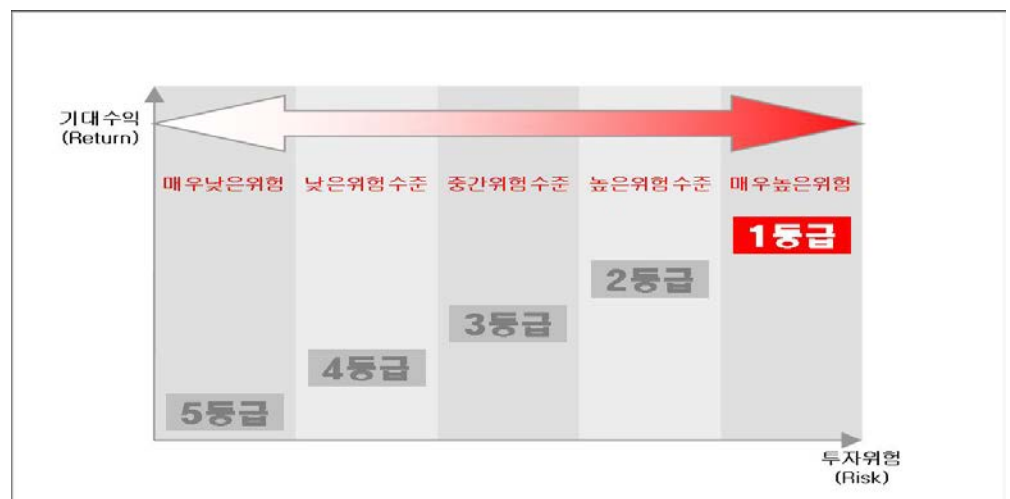 기대수익
(Return)
매우낮은위험 낮은위험 수준 중간위험 수준 높은위험 수준 매우높은위험
1등급
2등급
3등급
4등급
5등급
투자위험
(Risk)